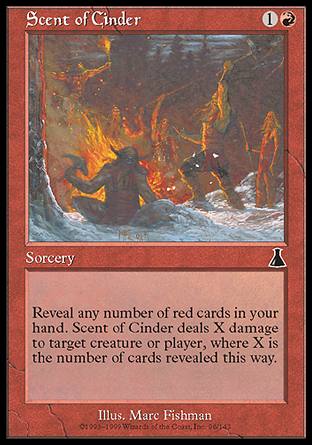 Scent of Cinder
1
Sorcery
Reveal any number of red cards in your
hand. Scent of Cinder deals X damage
to target creature or player, where X is
the number of cards revealed this way.
Illus. Marc Fishman
©1993-1999 Wizards of the Coast, Inc. 96/143